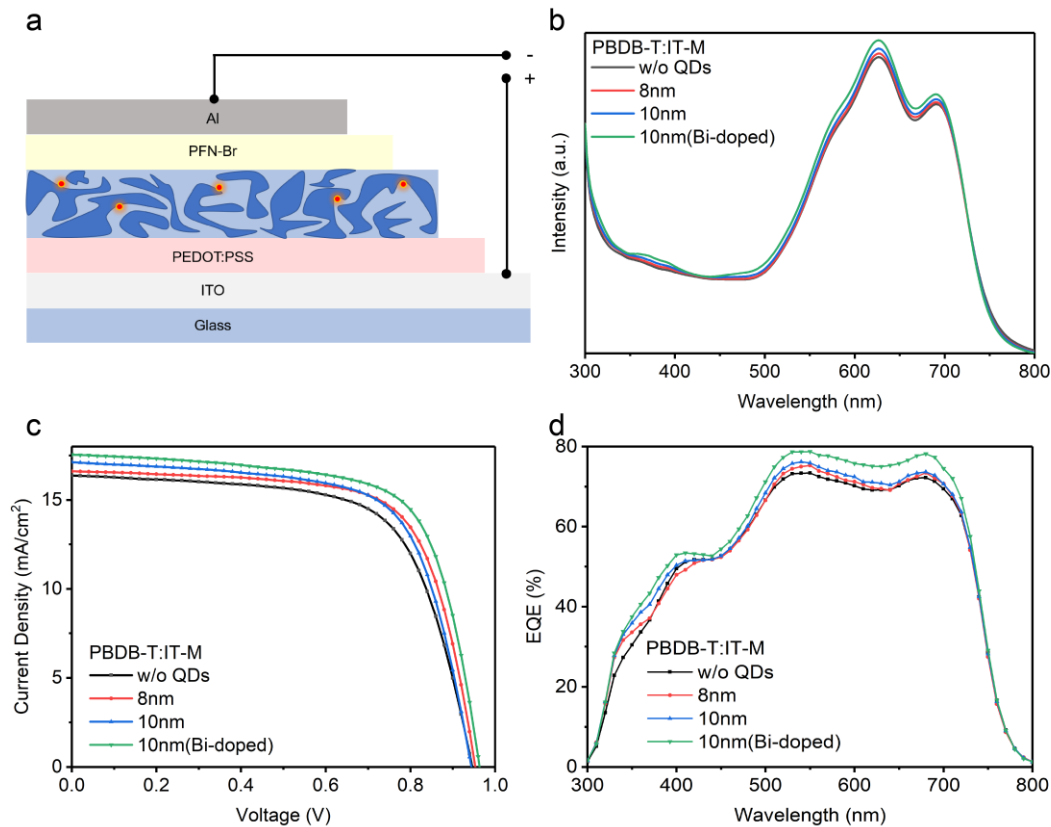 a
-
+
Al
PFN-Br
PEDOT:PSS
ITO
Glass
b
PBDB-T:IT-M
w/o QDs
8nm
10nm
10nm(Bi-doped)
Intensity (a.u.)
300 400 500 600 700 800
Wavelength (nm)
c
15
10
5
0
Current Density (mA/cm²)
PBDB-T:IT-M
w/o QDs
8nm
10nm
10nm(Bi-doped)
0.0 0.2 0.4 0.6 0.8 1.0
Voltage (V)
d
80
60
40
20
0
EQE (%)
PBDB-T:IT-M
w/o QDs
8nm
10nm
10nm(Bi-doped)
300 400 500 600 700 800
Wavelength (nm)